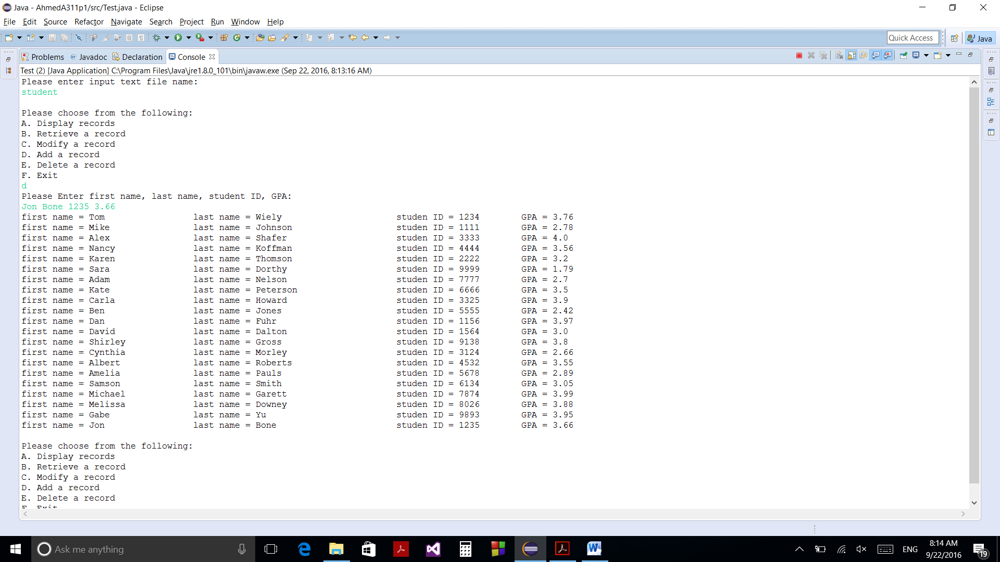 Java - AhmedA311p1/src/Test.java - Eclipse
File Edit Source Refactor Navigate Search Project Run Window Help
Quick Access Java
Problems @ Javadoc Declaration Console
Test (2) [Java Application] C:\Program Files\Java\jre1.8.0_101\bin\javaw.exe (Sep 22, 2016, 8:13:16 AM)
Please enter input text file name:
student
Please choose from the following:
A. Display records
B. Retrieve a record
C. Modify a record
D. Add a record
E. Delete a record
F. Exit
d
Please Enter first name, last name, student ID, GPA:
Jon Bone 1235 3.66
first name = Tom last name = Wiely studen ID = 1234 GPA = 3.76
first name = Mike last name = Johnson studen ID = 1111 GPA = 2.78
first name = Alex last name = Shafer studen ID = 3333 GPA = 4.0
first name = Nancy last name = Koffman studen ID = 4444 GPA = 3.56
first name = Karen last name = Thomson studen ID = 2222 GPA = 3.2
first name = Sara last name = Dorthy studen ID = 9999 GPA = 1.79
first name = Adam last name = Nelson studen ID = 7777 GPA = 2.7
first name = Kate last name = Peterson studen ID = 6666 GPA = 3.5
first name = Carla last name = Howard studen ID = 3325 GPA = 3.9
first name = Ben last name = Jones studen ID = 5555 GPA = 2.42
first name = Dan last name = Fuhr studen ID = 1156 GPA = 3.97
first name = David last name = Dalton studen ID = 1564 GPA = 3.0
first name = Shirley last name = Gross studen ID = 9138 GPA = 3.8
first name = Cynthia last name = Morley studen ID = 3124 GPA = 2.66
first name = Albert last name = Roberts studen ID = 4532 GPA = 3.55
first name = Amelia last name = Pauls studen ID = 5678 GPA = 2.89
first name = Samson last name = Smith studen ID = 6134 GPA = 3.05
first name = Michael last name = Garett studen ID = 7874 GPA = 3.99
first name = Melissa last name = Downey studen ID = 8026 GPA = 3.88
first name = Gabe last name = Yu studen ID = 9893 GPA = 3.95
first name = Jon last name = Bone studen ID = 1235 GPA = 3.66
Please choose from the following:
A. Display records
B. Retrieve a record
C. Modify a record
D. Add a record
E. Delete a record
F. Exit
Ask me anything
ENG
8:14 AM
9/22/2016
19